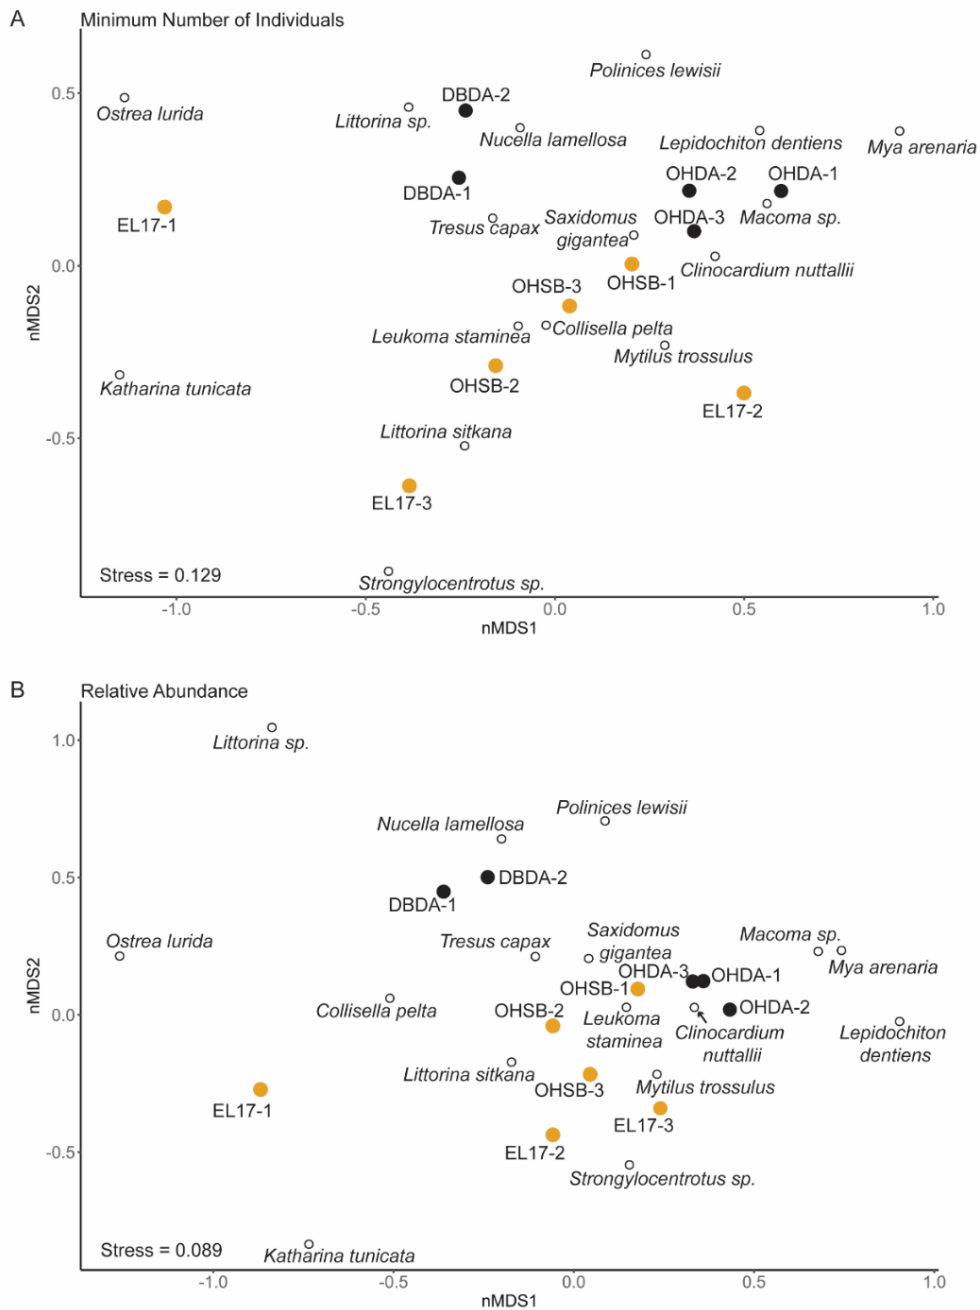 A
Minimum Number of Individuals
Polinices lewisii
0.5
Ostrea lurida
DBDA-2
Littorina sp.
Nucella lamellosa
Lepidochiton dentiens
Mya arenaria
DBDA-1
OHDA-2
OHDA-1
EL17-1
Tresus capax
Saxidomus
gigantea
OHDA-3
Macoma sp.
0.0
OHSB-3
OHSB-1
Clinocardium nuttallii
nMDS2
Leukoma staminea
Collisella pelta
Mytilus trossulus
Katharina tunicata
OHSB-2
EL17-2
-0.5
Littorina sitkana
EL17-3
Stress = 0.129
Strongylocentrotus sp.
-1.0
-0.5
0.0
0.5
1.0
nMDS1
B
Relative Abundance
1.0
Littorina sp.
Polinices lewisii
Nucella lamellosa
0.5
DBDA-2
DBDA-1
Ostrea lurida
Tresus capax
Saxidomus
gigantea
Macoma sp.
Mya arenaria
nMDS2
OHDA-3
OHDA-1
OHSB-1
0.0
Collisella pelta
OHSB-2
Leukoma
staminea
Clinocardium
nuttallii
OHDA-2
Lepidochiton
dentiens
Littorina sitkana
OHSB-3
Mytilus trossulus
EL17-1
EL17-3
-0.5
EL17-2
Strongylocentrotus sp.
Stress = 0.089
Katharina tunicata
-1.0
-0.5
0.0
0.5
1.0
nMDS1